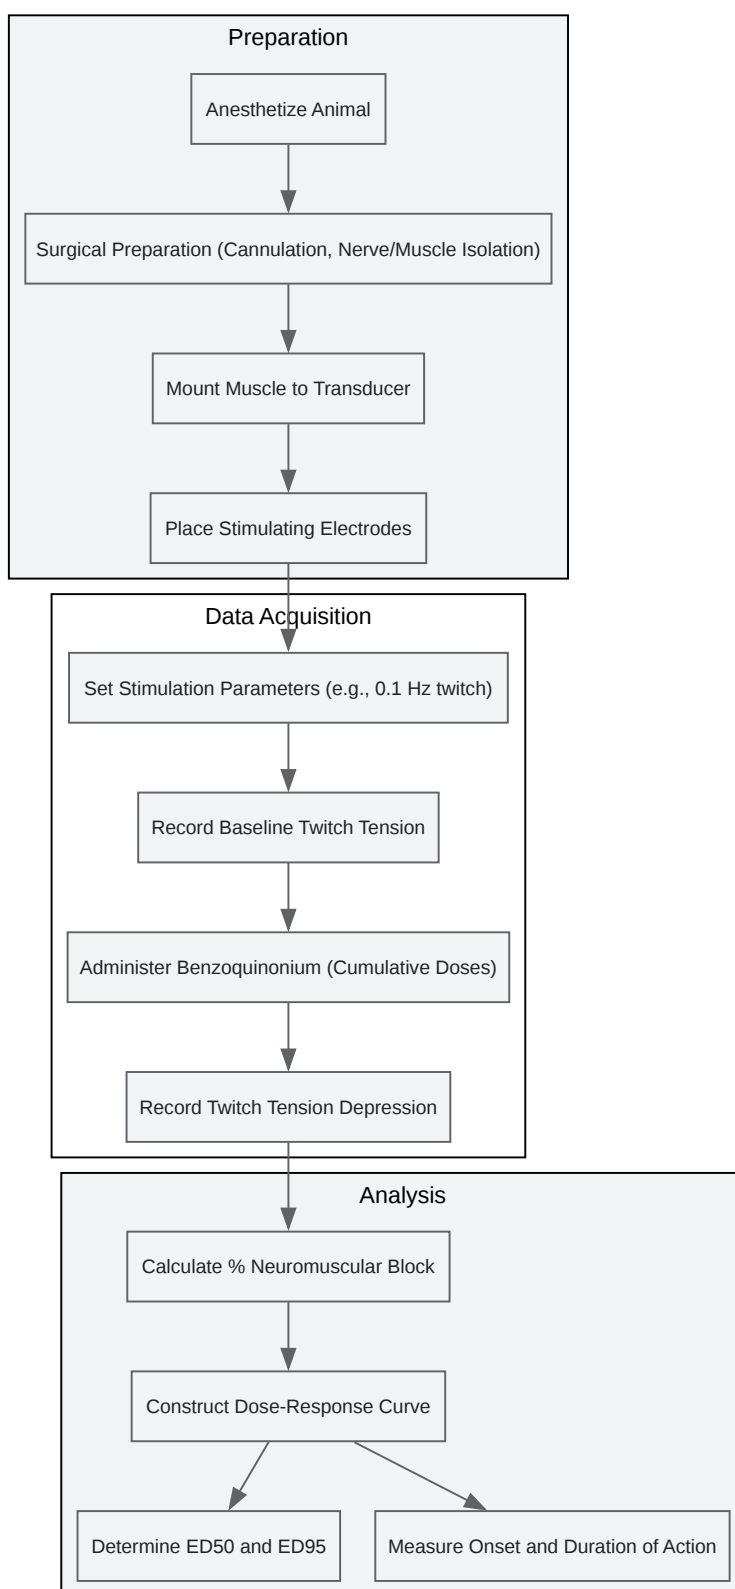 Preparation
Anesthetize Animal
Surgical Preparation (Cannulation, Nerve/Muscle Isolation)
Mount Muscle to Transducer
Place Stimulating Electrodes
Data Acquisition
Set Stimulation Parameters (e.g., 0.1 Hz twitch)
Record Baseline Twitch Tension
Administer Benzoquinonium (Cumulative Doses)
Record Twitch Tension Depression
Analysis
Calculate % Neuromuscular Block
Construct Dose-Response Curve
Determine ED50 and ED95
Measure Onset and Duration of Action